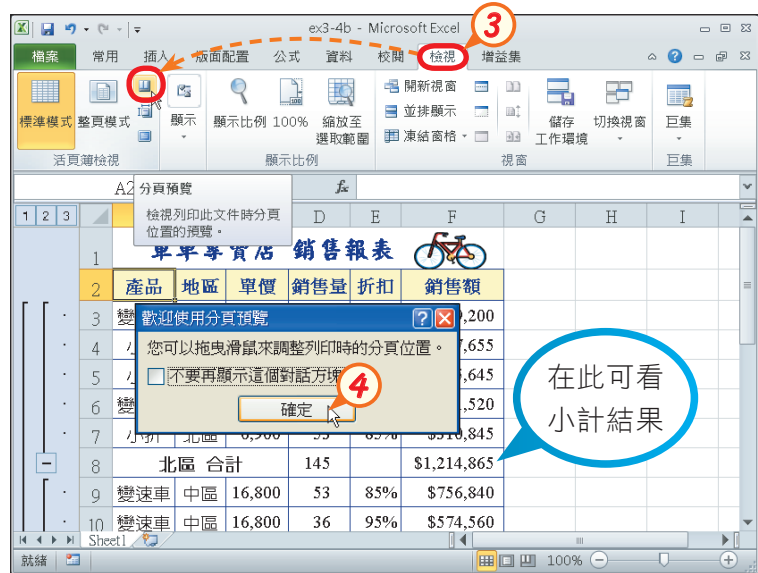 ex3-4b - Microsoft Excel
3
檔案 常用 插入 版面配置 公式 資料 校閱 檢視 增益集
標準模式 整頁模式 顯示 顯示比例 100% 縮放至選取範圍 開新視窗 並排顯示 凍結窗格 儲存工作環境 切換視窗 巨集
活頁簿檢視 顯示比例 視窗 巨集
A2 fx
分頁預覽
檢視列印此文件時分頁
位置的預覽。
1 2 3 D E F G H I
1 銷售報表
2 產品 地區 單價 銷售量 折扣 銷售額
3 ,200
歡迎使用分頁預覽
4 ,655
您可以拖曳滑鼠來調整列印時的分頁位置。
5 ,645
不要再顯示這個對話方塊
4
6 ,520
確定
在此可看
小計結果
7 小折 北區 85% ,845
8 北區 合計 145 $1,214,865
9 變速車 中區 16,800 53 85% $756,840
10 變速車 中區 16,800 36 95% $574,560
Sheet1
就緒 100%